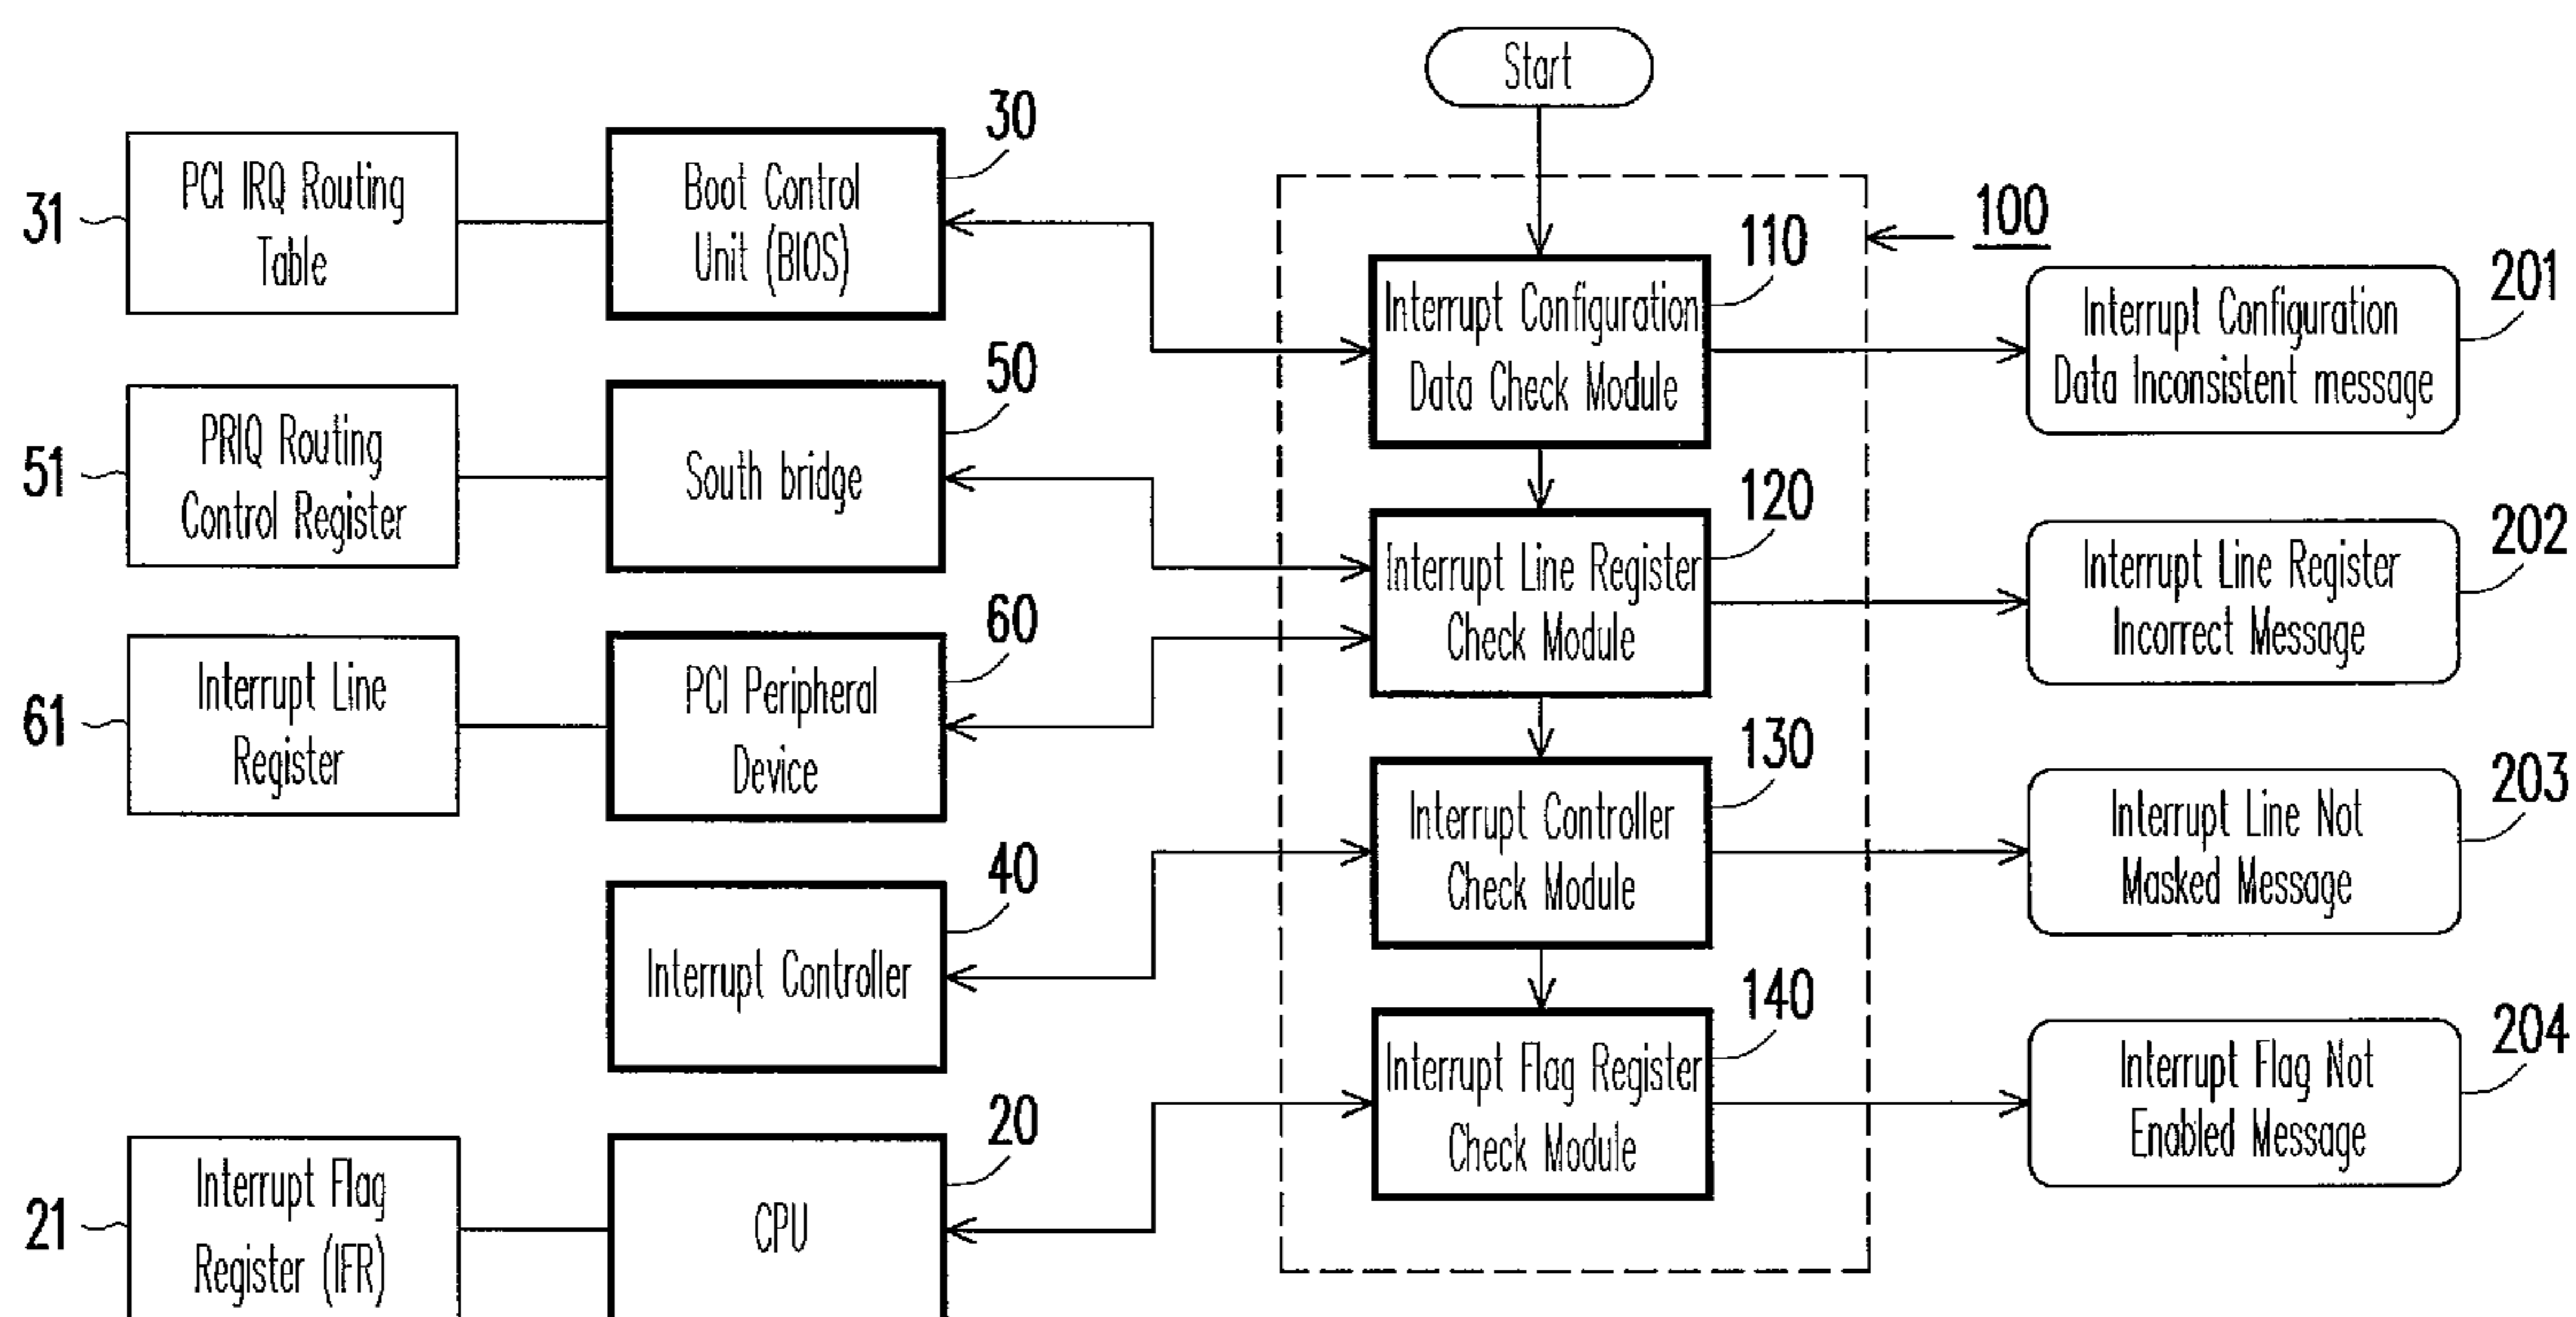 Start
30
PCI IRQ Routing
Table
31
Boot Control
Unit (BIOS)
100
110
Interrupt Configuration
Data Check Module
201
Interrupt Configuration
Data Inconsistent message
50
PRIQ Routing
Control Register
51
South bridge
120
Interrupt Line Register
Check Module
202
Interrupt Line Register
Incorrect Message
60
Interrupt Line
Register
61
PCI Peripheral
Device
130
Interrupt Controller
Check Module
203
Interrupt Line Not
Masked Message
40
Interrupt Controller
140
Interrupt Flag Register
Check Module
204
Interrupt Flag Not
Enabled Message
20
Interrupt Flag
Register (IFR)
21
CPU